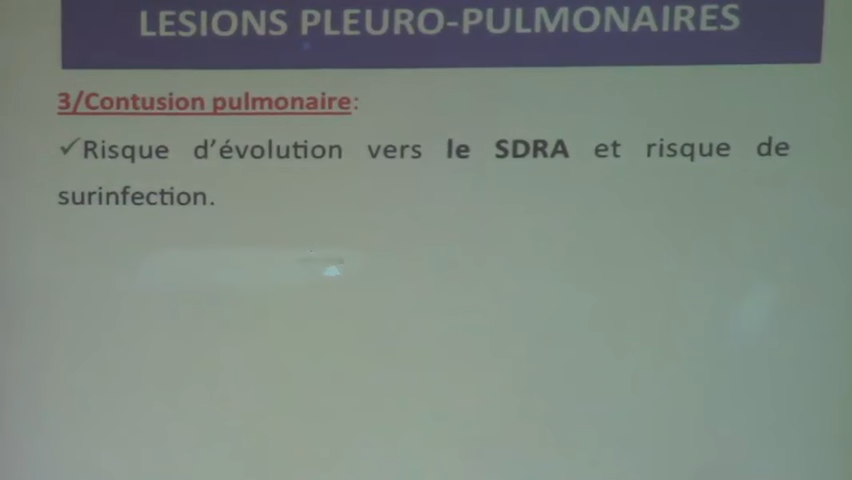 LESIONS PLEURO-PULMONAIRES
3/Contusion pulmonaire:
✓Risque d’évolution vers le SDRA et risque de
surinfection.